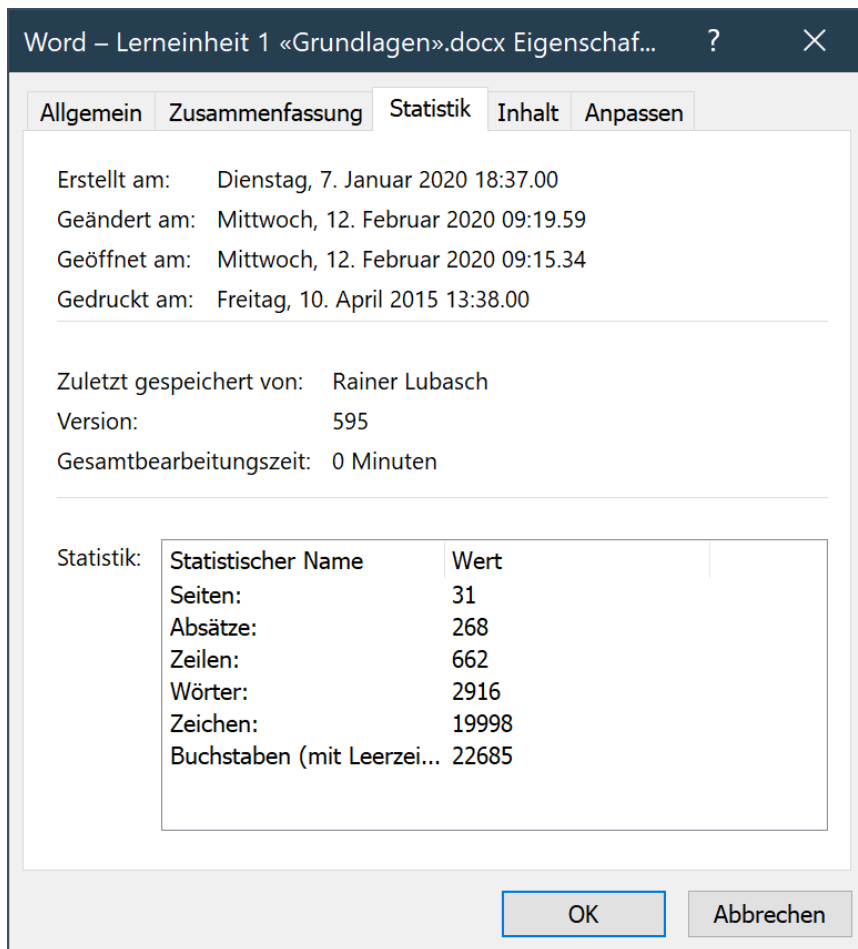 Word – Lerneinheit 1 «Grundlagen».docx Eigenschaf... ?
Allgemein Zusammenfassung Statistik Inhalt Anpassen
Erstellt am: Dienstag, 7. Januar 2020 18:37.00
Geändert am: Mittwoch, 12. Februar 2020 09:19.59
Geöffnet am: Mittwoch, 12. Februar 2020 09:15.34
Gedruckt am: Freitag, 10. April 2015 13:38.00
Zuletzt gespeichert von: Rainer Lubasch
Version: 595
Gesamtbearbeitungszeit: 0 Minuten
Statistik: Statistischer Name Wert
Seiten: 31
Absätze: 268
Zeilen: 662
Wörter: 2916
Zeichen: 19998
Buchstaben (mit Leerzei... 22685
OK Abbrechen